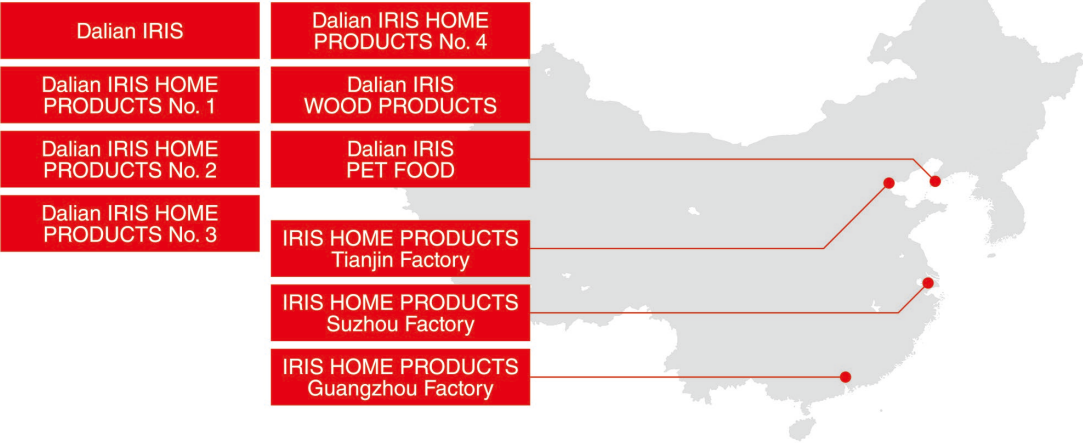 Dalian IRIS
Dalian IRIS HOME
PRODUCTS No. 1
Dalian IRIS HOME
PRODUCTS No. 2
Dalian IRIS HOME
PRODUCTS No. 3
Dalian IRIS HOME
PRODUCTS No. 4
Dalian IRIS
WOOD PRODUCTS
Dalian IRIS
PET FOOD
IRIS HOME PRODUCTS
Tianjin Factory
IRIS HOME PRODUCTS
Suzhou Factory
IRIS HOME PRODUCTS
Guangzhou Factory